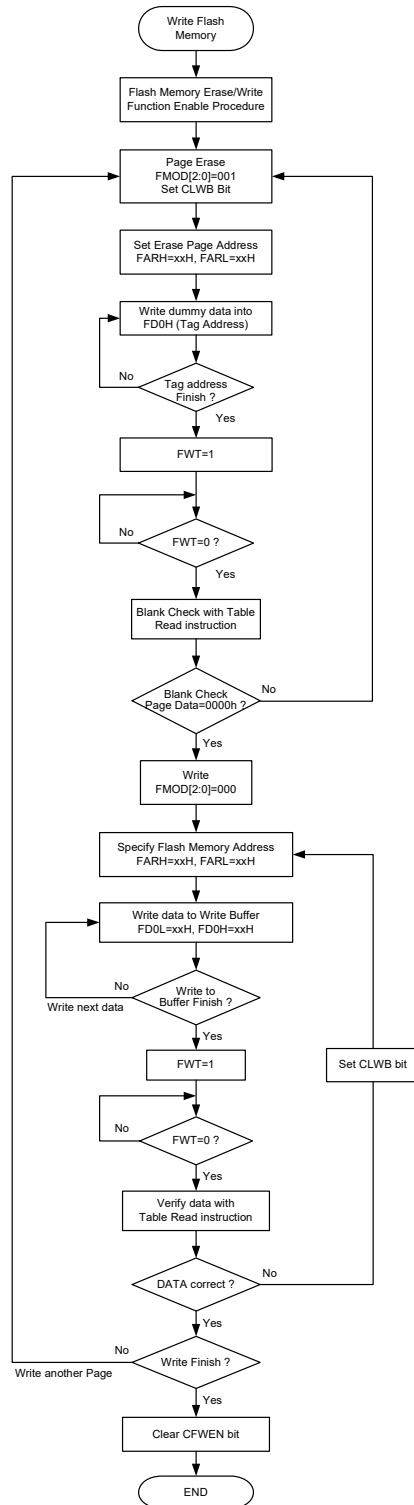 Write Flash
Memory
Flash Memory Erase/Write
Function Enable Procedure
Page Erase
FMOD[2:0]=001
Set CLWB Bit
Set Erase Page Address
FARH=xxH, FARL=xxH
Write dummy data into
FD0H (Tag Address)
No
Tag address
Finish ?
Yes
FWT=1
No
FWT=0 ?
Yes
Blank Check with Table
Read instruction
No
Blank Check
Page Data=0000h ?
Yes
Write
FMOD[2:0]=000
Specify Flash Memory Address
FARH=xxH, FARL=xxH
Write data to Write Buffer
FD0L=xxH, FD0H=xxH
No
Write next data
Write to
Buffer Finish ?
Yes
FWT=1
Set CLWB bit
No
FWT=0 ?
Yes
Verify data with
Table Read instruction
No
DATA correct ?
Yes
No
Write another Page
Write Finish ?
Yes
Clear CFWEN bit
END